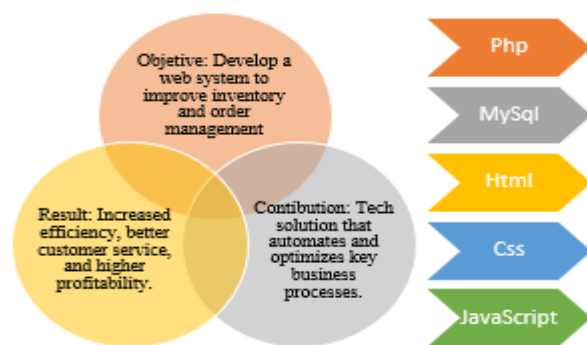 Objetive: Develop a
web system to
improve inventory
and order
management
Result: Increased
efficiency, better
customer service,
and higher
profitability.
Contibution: Tech
solution that
automates and
optimizes key
business
processes.
Php
MySql
Html
Css
JavaScript